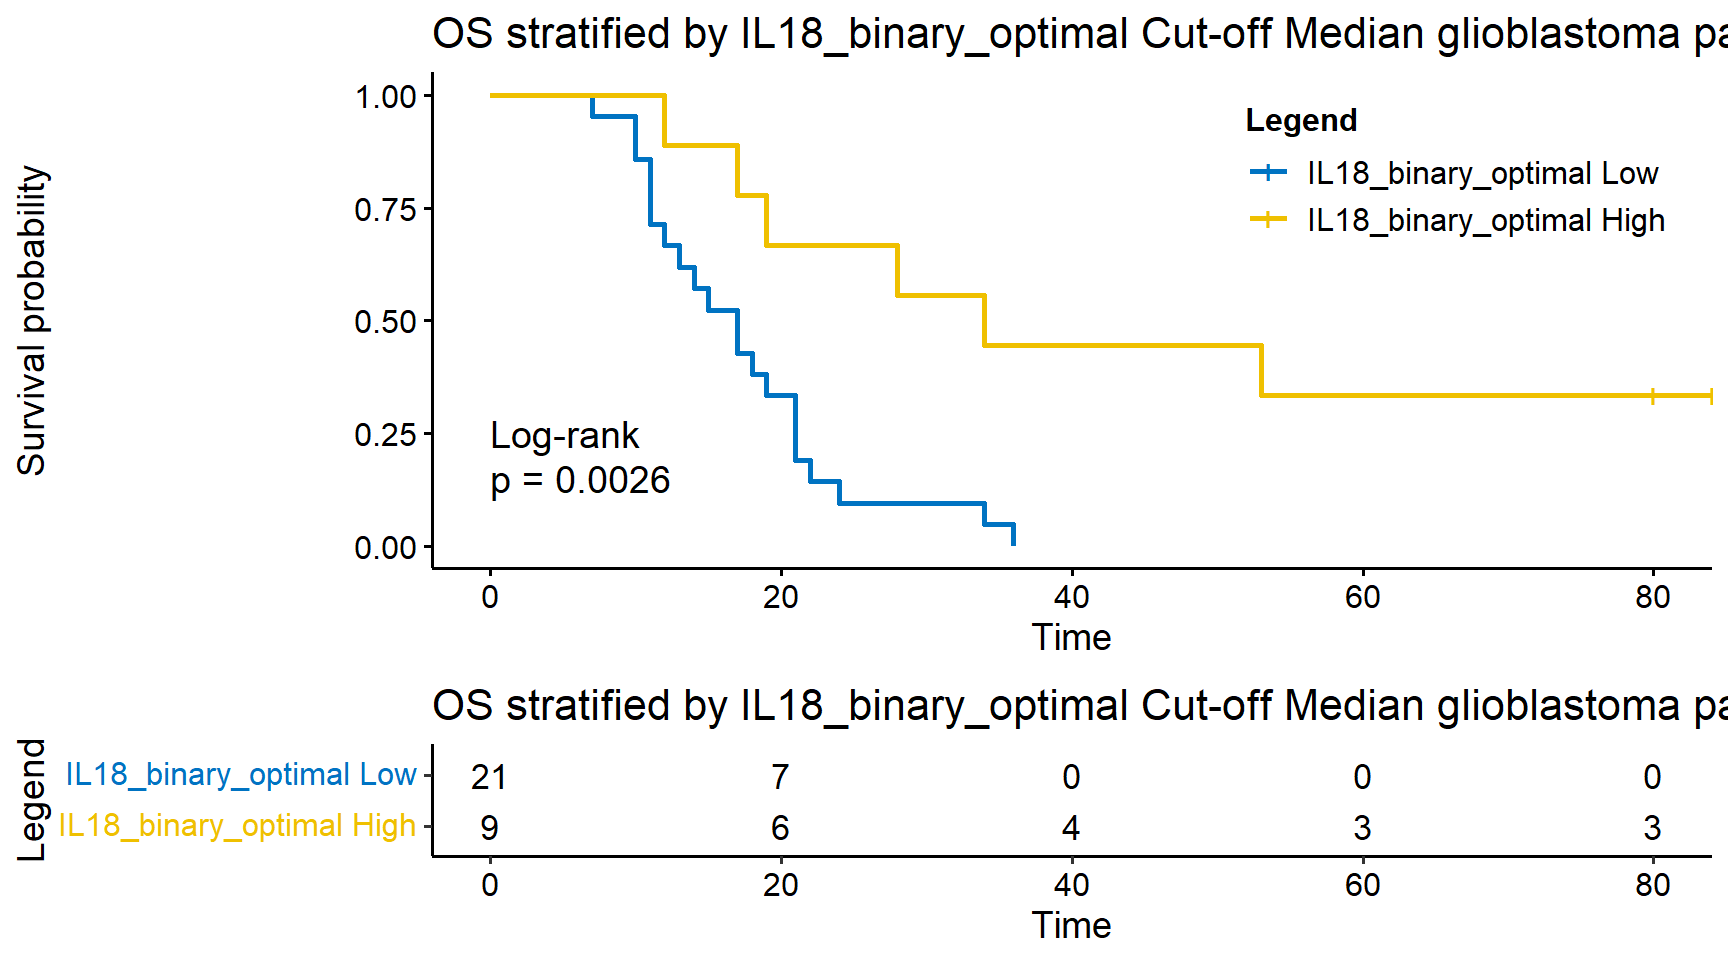 OS stratified by IL18_binary_optimal Cut-off Median glioblastoma pa
Survival probability
1.00
0.75
0.50
0.25
0.00
Legend
IL18_binary_optimal Low
IL18_binary_optimal High
Log-rank
p = 0.0026
0 20 40 60 80
Time
OS stratified by IL18_binary_optimal Cut-off Median glioblastoma pa
Legend
IL18_binary_optimal Low 21 7 0 0 0
IL18_binary_optimal High 9 6 4 3 3
0 20 40 60 80
Time